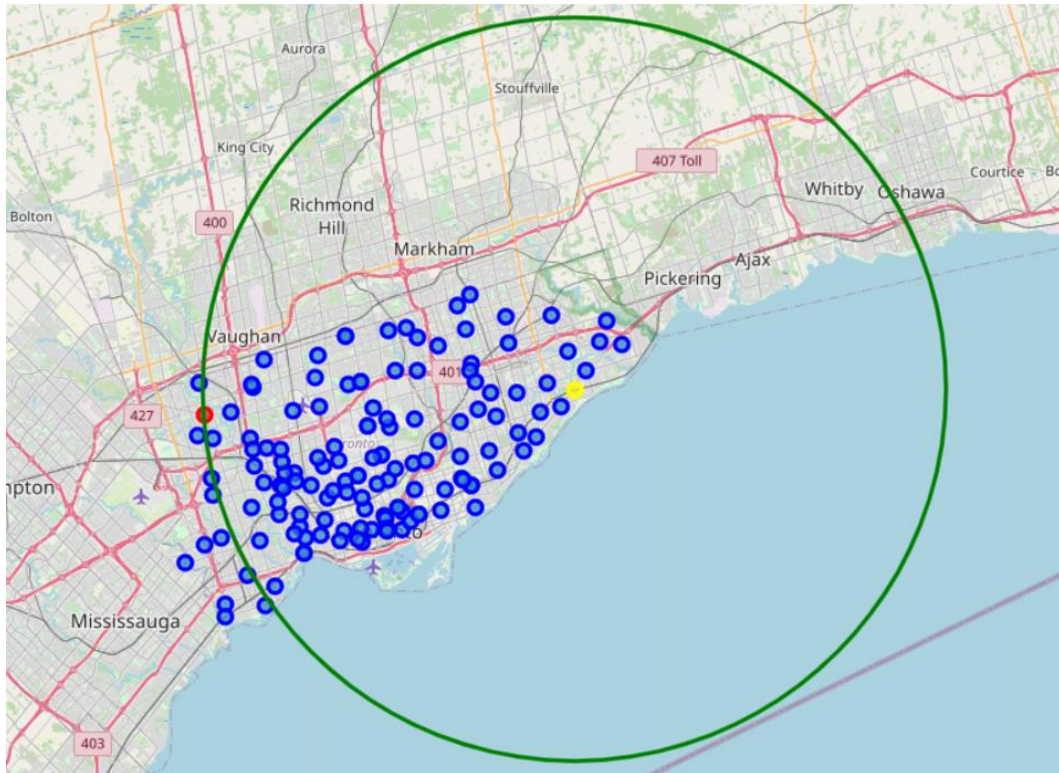 Aurora
Stouffville
King City
407 Toll
Courtice
Whitby
Oshawa
Bolton
400
Richmond
Hill
Markham
Pickering
Ajax
Vaughan
401
427
Mississauga
403